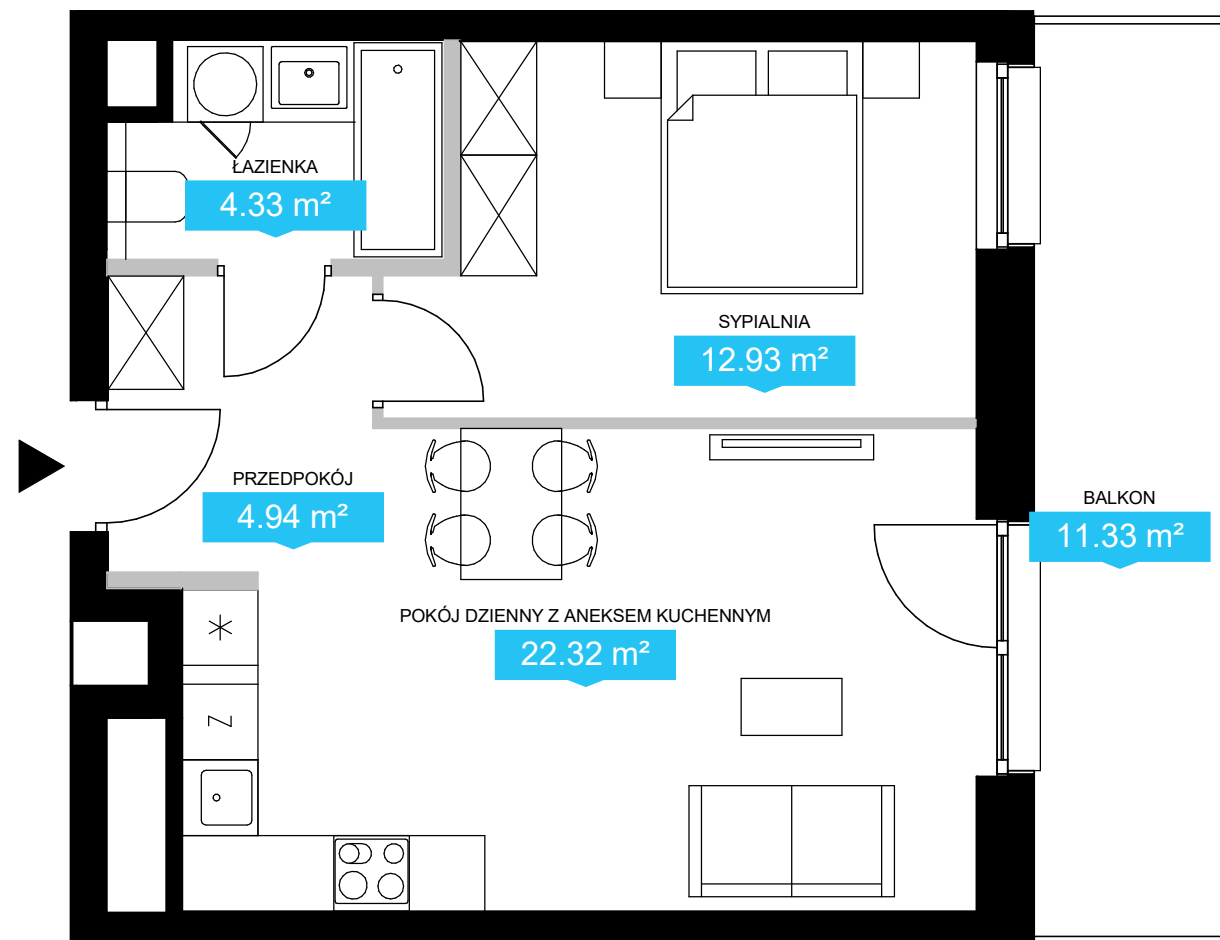 ŁAZIENKA
4.33 m²
SYPIALNIA
12.93 m²
PRZEDPOKÓJ
4.94 m²
BALKON
11.33 m²
POKÓJ DZIENNY Z ANEKSEM KUCHENNYM
22.32 m²
Z